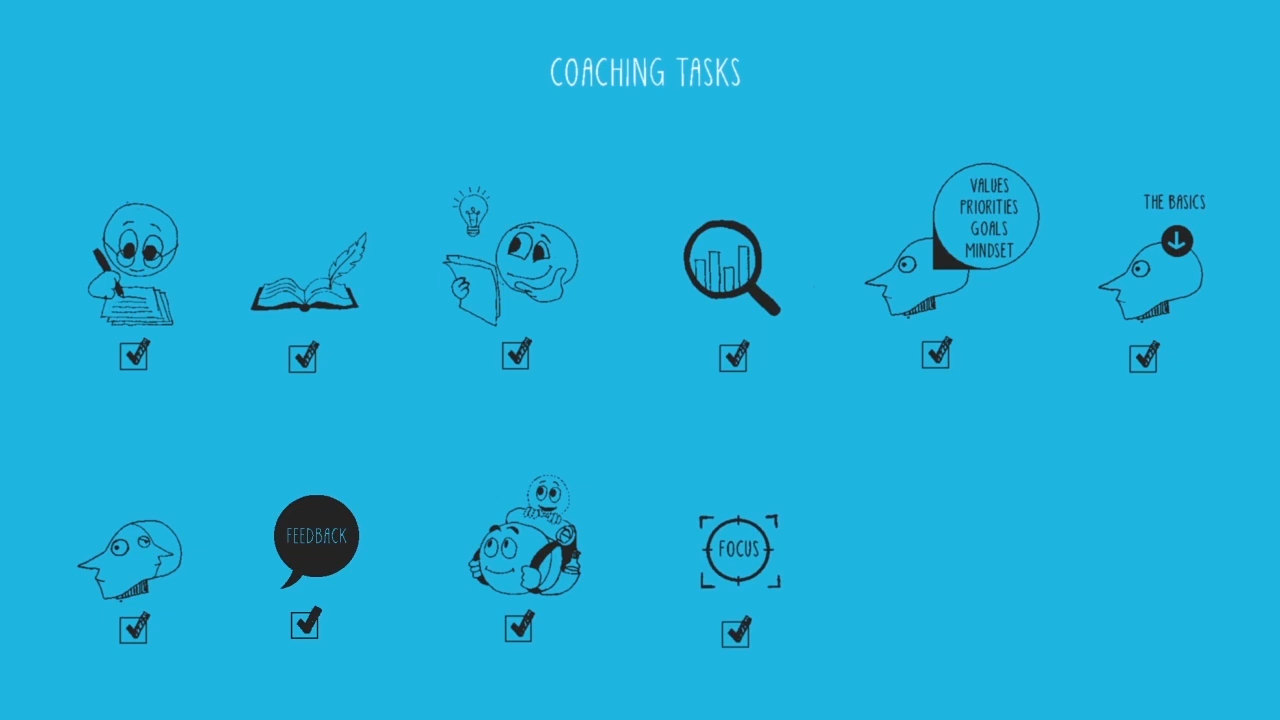 COACHING TASKS
VALUES
PRIORITIES
GOALS
MINDSET
THE BASICS
FEEDBACK
FOCUS